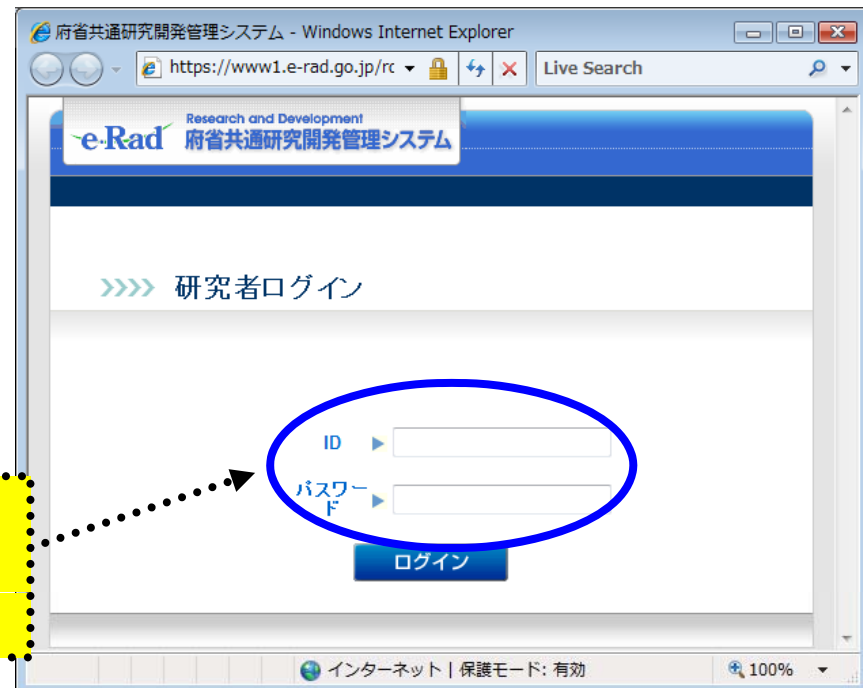 府省共通研究開発管理システム - Windows Internet Explorer
https://www1.e-rad.go.jp/rc
Live Search
e-Rad
Research and Development
府省共通研究開発管理システム
>>>> 研究者ログイン
ID
パスワー
ド
ログイン
インターネット | 保護モード: 有効
100%